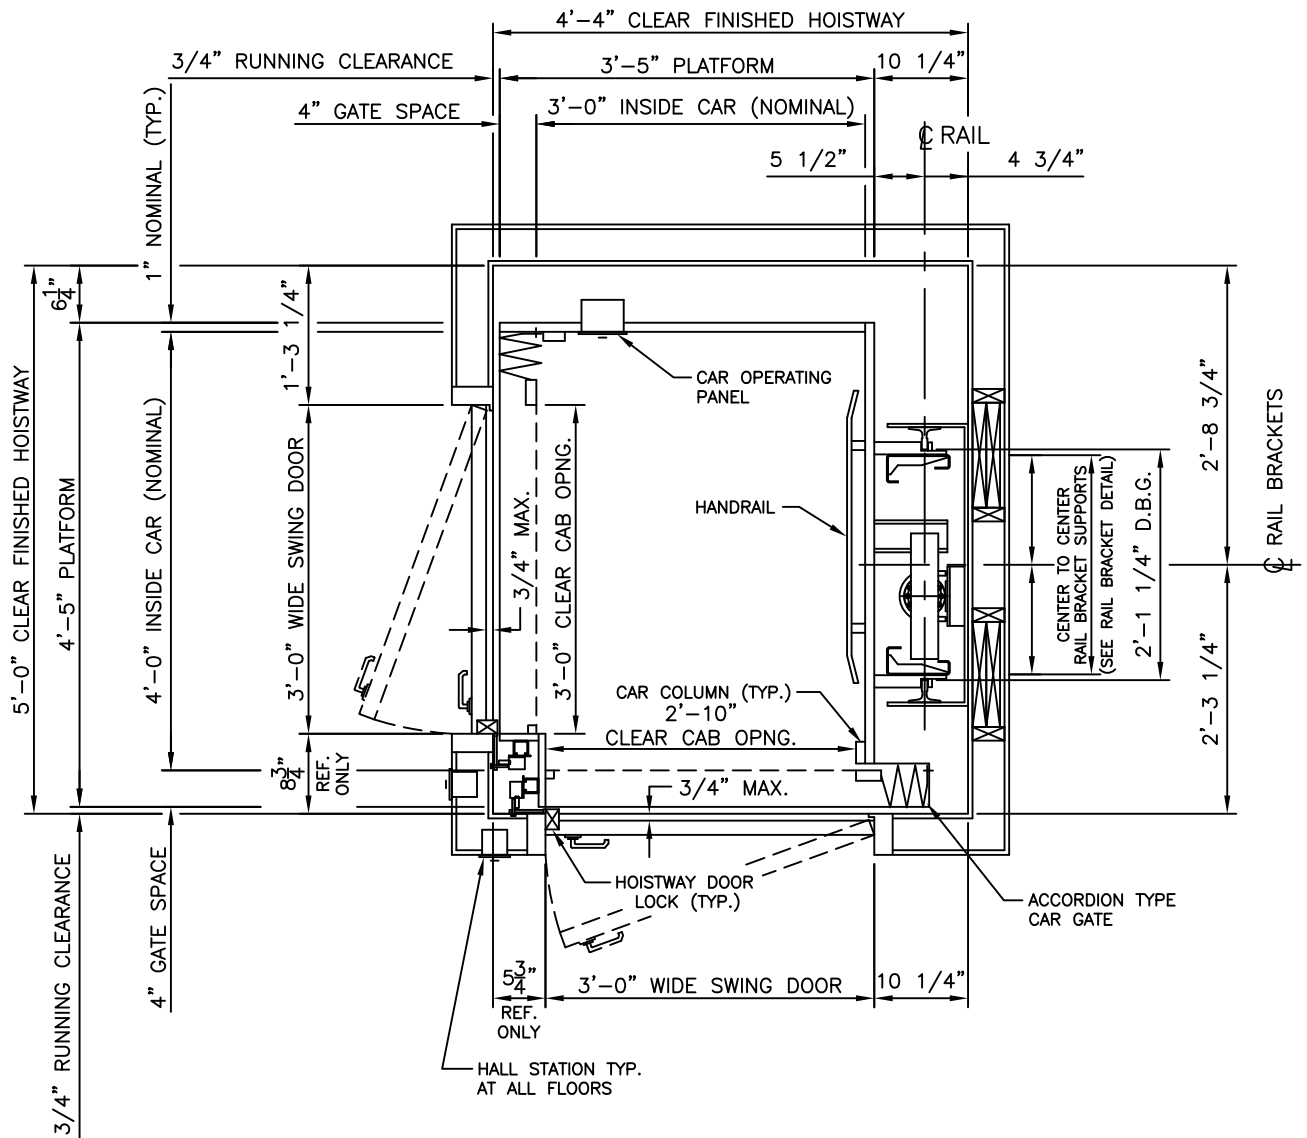 4'-4" CLEAR FINISHED HOISTWAY
3/4" RUNNING CLEARANCE
3'-5" PLATFORM
10 1/4"
4" GATE SPACE
3'-0" INSIDE CAR (NOMINAL)
℄ RAIL
5 1/2"
4 3/4"
1" NOMINAL (TYP.)
6 1/4"
1'-3 1/4"
5'-0" CLEAR FINISHED HOISTWAY
4'-5" PLATFORM
4'-0" INSIDE CAR (NOMINAL)
3'-0" WIDE SWING DOOR
3/4" MAX.
3'-0" CLEAR CAB OPNG.
CAR OPERATING
PANEL
HANDRAIL
CAR COLUMN (TYP.)
2'-10"
CLEAR CAB OPNG.
3/4" MAX.
CENTER TO CENTER
RAIL BRACKET SUPPORTS
(SEE RAIL BRACKET DETAIL)
2'-1 1/4" D.B.G.
2'-8 3/4"
2'-3 1/4"
℄ RAIL BRACKETS
8 3/4"
REF.
ONLY
3/4" RUNNING CLEARANCE
4" GATE SPACE
HOISTWAY DOOR
LOCK (TYP.)
ACCORDION TYPE
CAR GATE
5 3/4"
REF.
ONLY
3'-0" WIDE SWING DOOR
10 1/4"
HALL STATION TYP.
AT ALL FLOORS